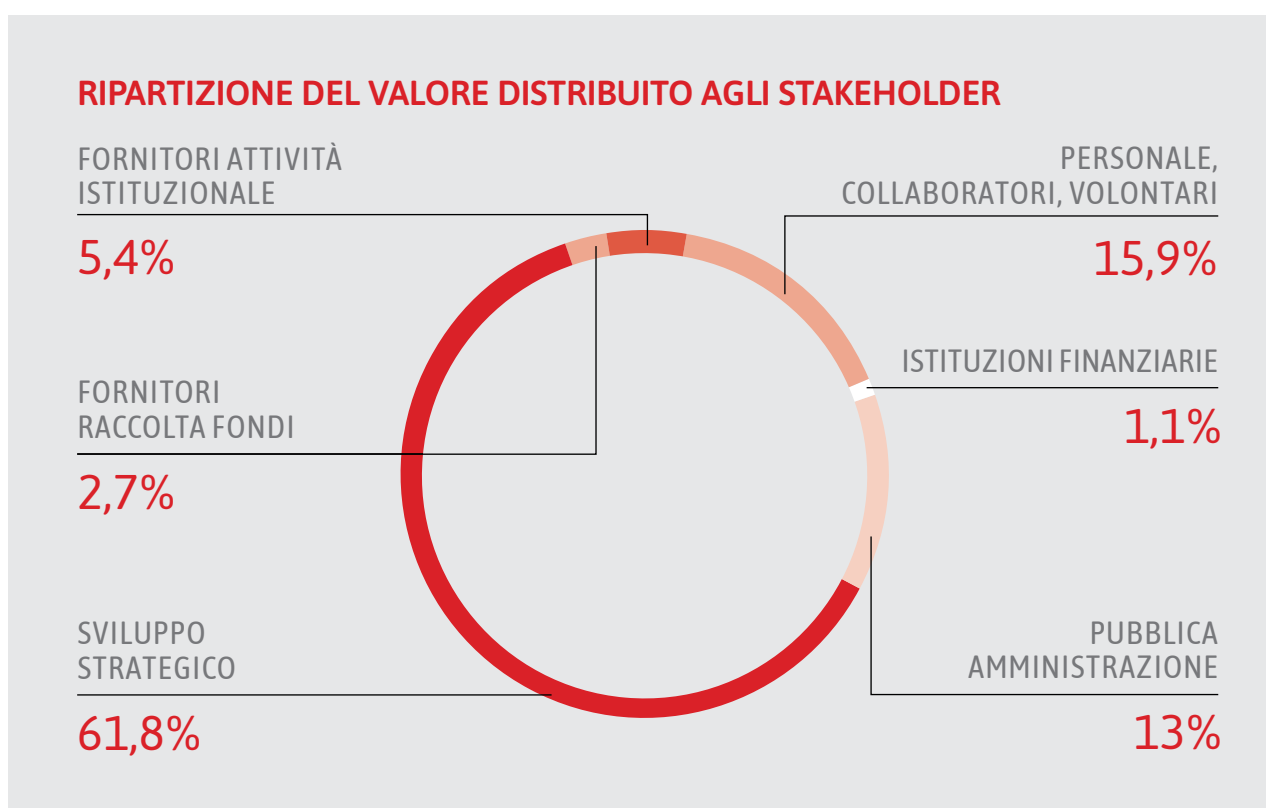 RIPARTIZIONE DEL VALORE DISTRIBUITO AGLI STAKEHOLDER
FORNITORI ATTIVITÀ
ISTITUZIONALE
5,4%
FORNITORI
RACCOLTA FONDI
2,7%
SVILUPPO
STRATEGICO
61,8%
PERSONALE,
COLLABORATORI, VOLONTARI
15,9%
ISTITUZIONI FINANZIARIE
1,1%
PUBBLICA
AMMINISTRAZIONE
13%